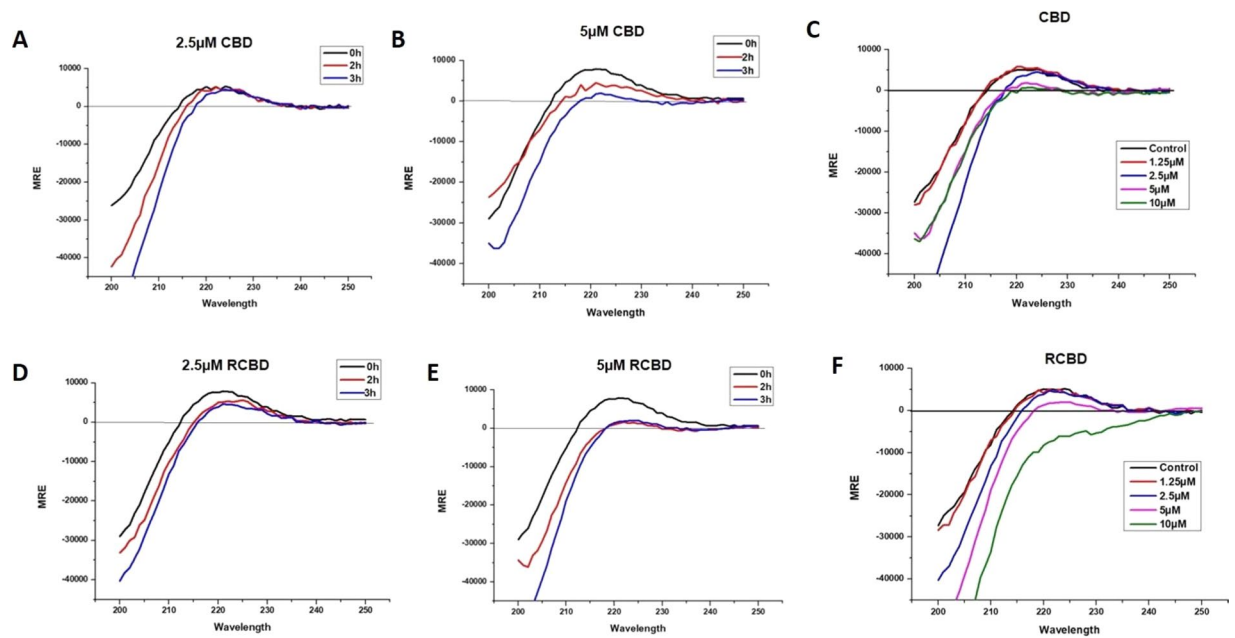 A
2.5µM CBD
0h
2h
3h
10000
0
-10000
-20000
-30000
-40000
MRE
200
210
220
230
240
250
Wavelength
B
5µM CBD
0h
2h
3h
10000
0
-10000
-20000
-30000
-40000
MRE
200
210
220
230
240
250
Wavelength
C
CBD
10000
0
-10000
-20000
-30000
-40000
MRE
Control
1.25µM
2.5µM
5µM
10µM
200
210
220
230
240
250
Wavelength
D
2.5µM RCBD
0h
2h
3h
10000
0
-10000
-20000
-30000
-40000
MRE
200
210
220
230
240
250
Wavelength
E
5µM RCBD
0h
2h
3h
10000
0
-10000
-20000
-30000
-40000
MRE
200
210
220
230
240
250
Wavelength
F
RCBD
10000
0
-10000
-20000
-30000
-40000
MRE
Control
1.25µM
2.5µM
5µM
10µM
200
210
220
230
240
250
Wavelength